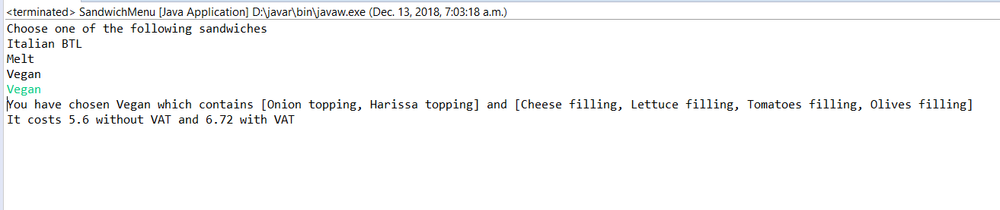 <terminated> SandwichMenu [Java Application] D:\javar\bin\javaw.exe (Dec. 13, 2018, 7:03:18 a.m.)
Choose one of the following sandwiches
Italian BTL
Melt
Vegan
Vegan
You have chosen Vegan which contains [Onion topping, Harissa topping] and [Cheese filling, Lettuce filling, Tomatoes filling, Olives filling]
It costs 5.6 without VAT and 6.72 with VAT